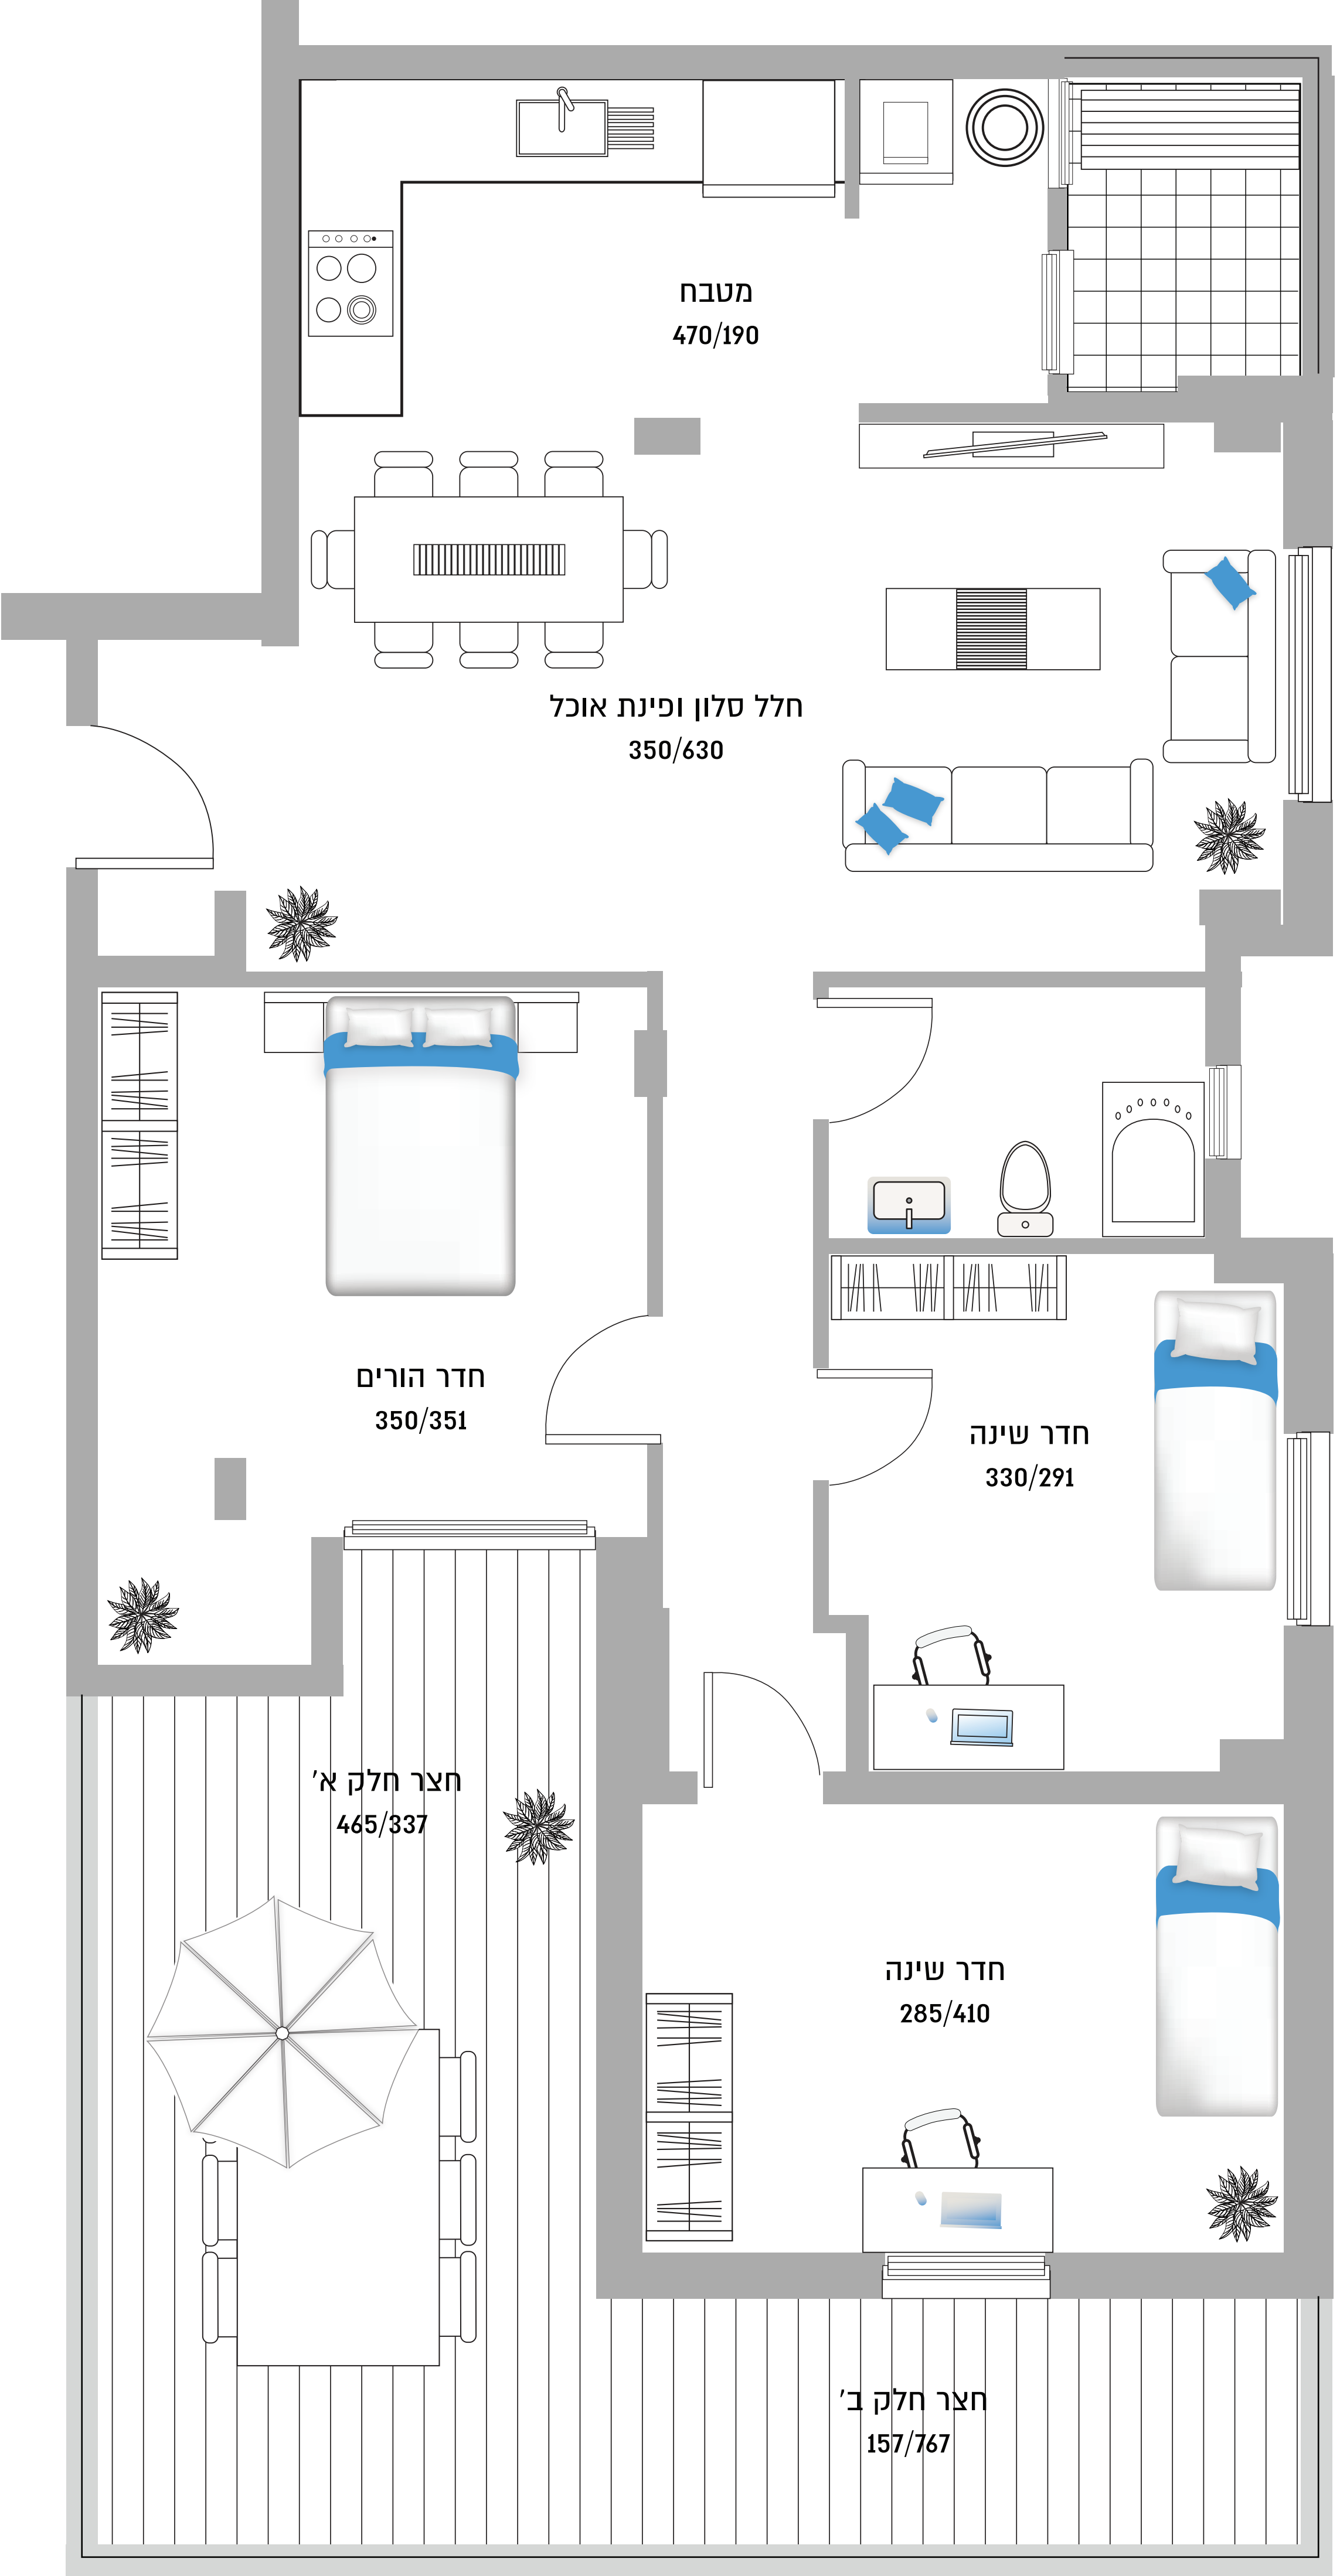 מטבח
470/190
חלל סלון ופינת אוכל
350/630
חדר הורים
350/351
חדר שינה
330/291
חצר חלק א'
465/337
חדר שינה
285/410
חצר חלק ב'
157/767